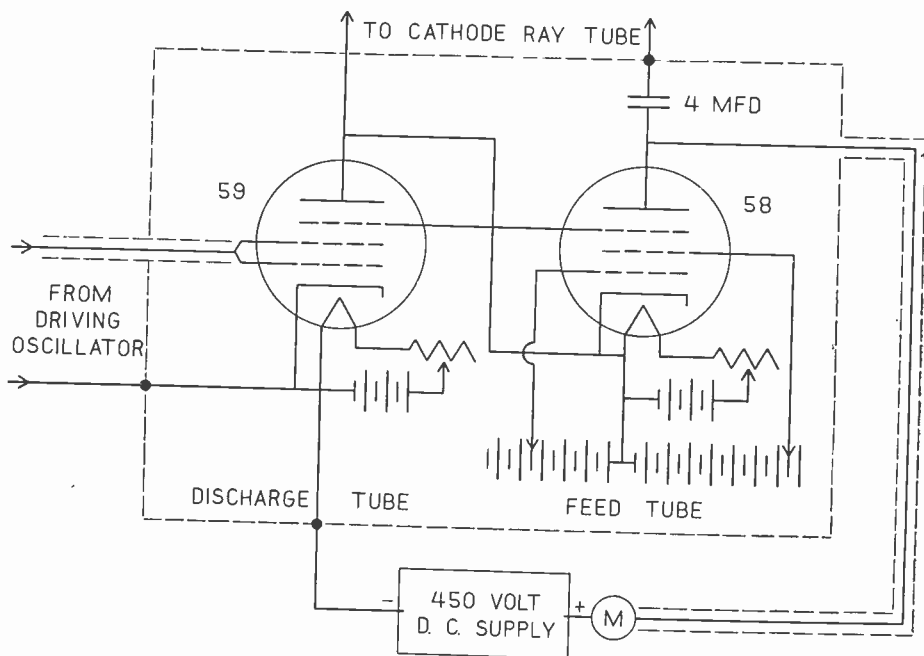 TO CATHODE RAY TUBE
4 MFD
59
58
FROM
DRIVING
OSCILLATOR
DISCHARGE TUBE
FEED TUBE
- 450 VOLT +
D. C. SUPPLY
M